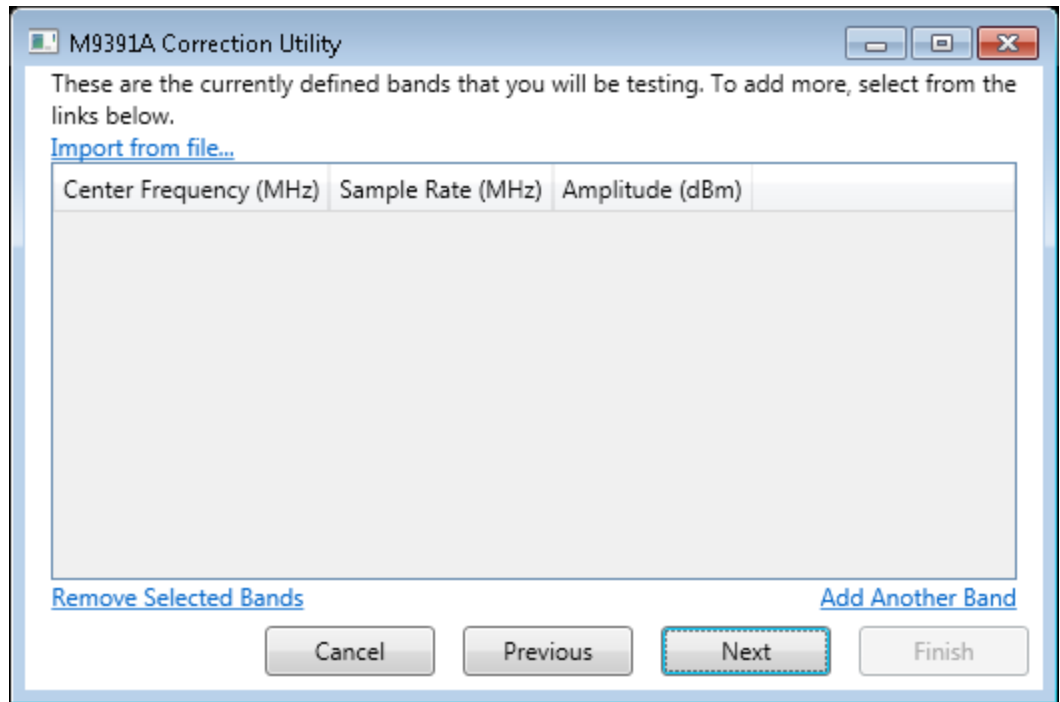 M9391A Correction Utility
These are the currently defined bands that you will be testing. To add more, select from the
links below.
Import from file...
Center Frequency (MHz) Sample Rate (MHz) Amplitude (dBm)
Remove Selected Bands Add Another Band
Cancel Previous Next Finish